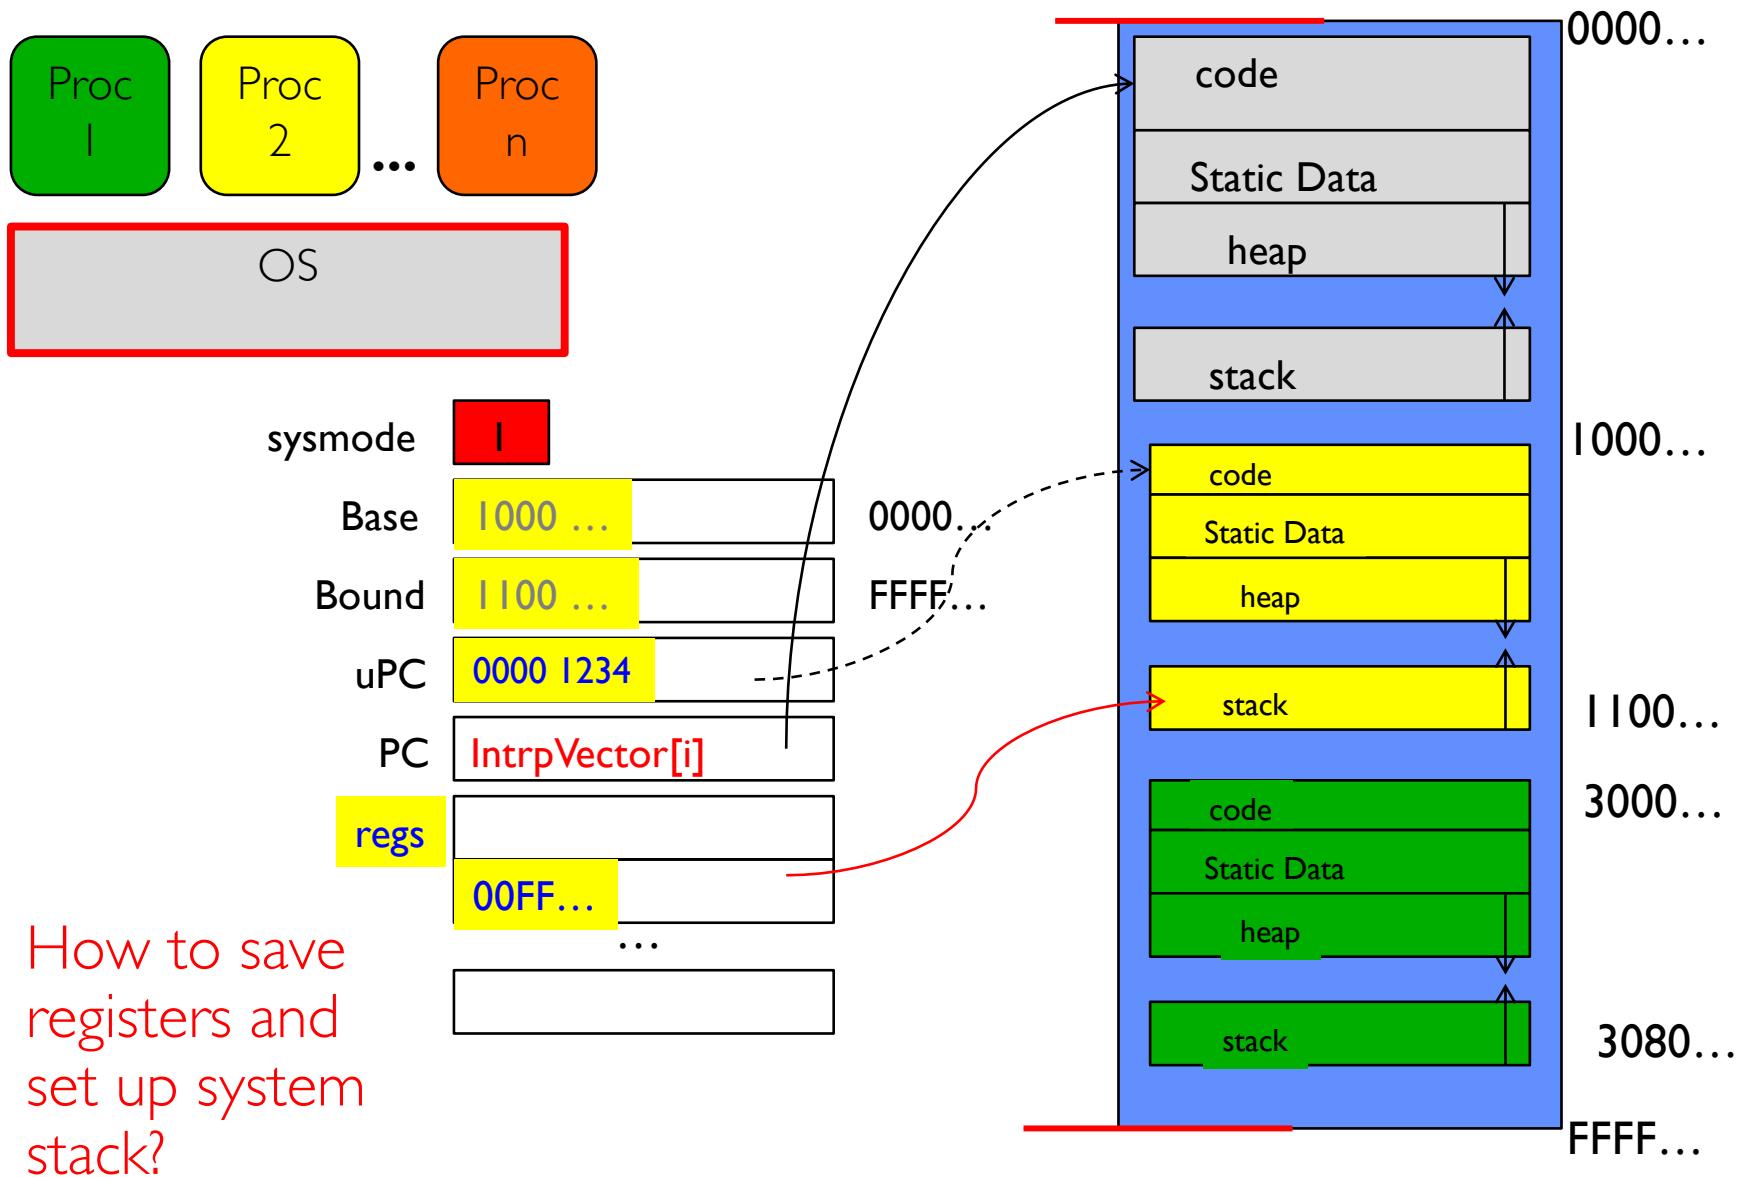 Proc
1
Proc
2
...
Proc
n
OS
sysmode 1
Base 1000 … 0000…
Bound 1100 … FFFF…
uPC 0000 1234
PC IntrpVector[i]
regs
00FF…
…
How to save
registers and
set up system
stack?
0000…
code
Static Data
heap
stack
1000…
code
Static Data
heap
stack
1100…
3000…
code
Static Data
heap
stack
3080…
FFFF…